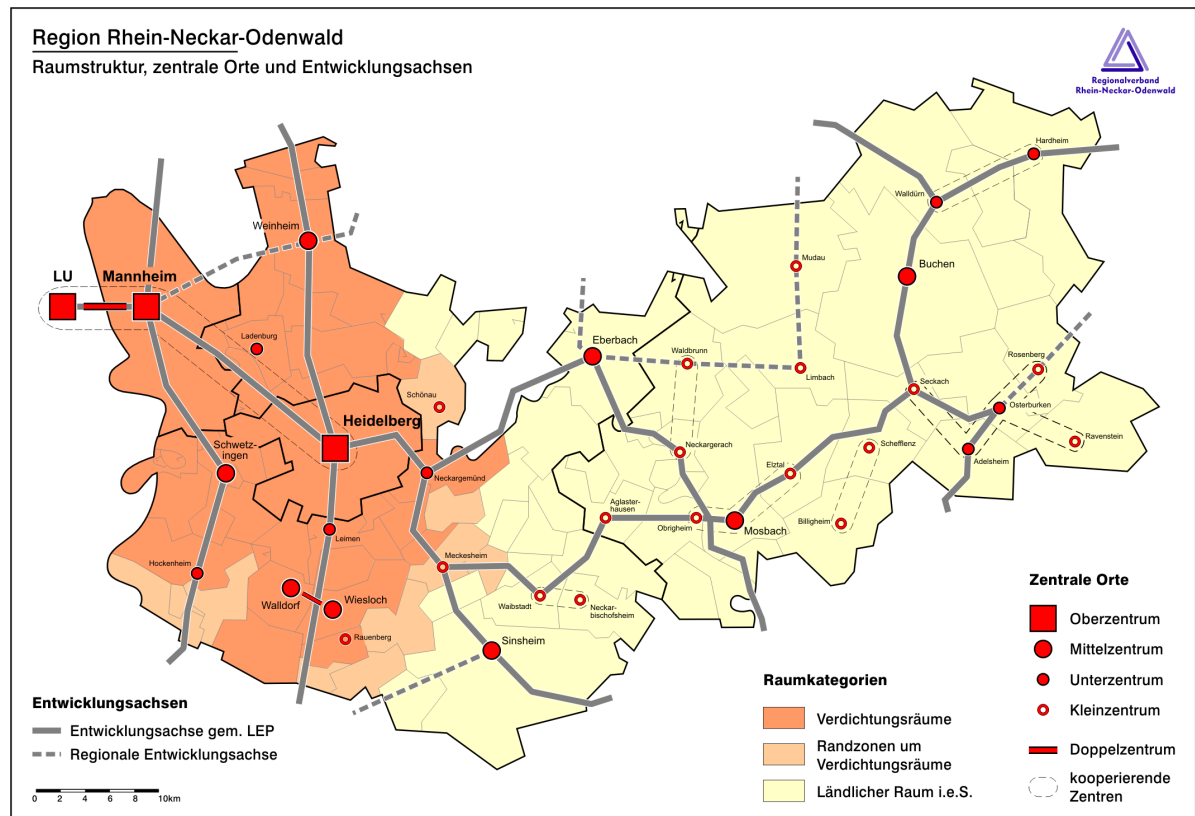 Region Rhein-Neckar-Odenwald
Raumstruktur, zentrale Orte und Entwicklungsachsen
Regionalverband
Rhein-Neckar-Odenwald
Hardheim
Walldürn
Weinheim
Mudau
Buchen
LU
Mannheim
Ladenburg
Eberbach
Waldbrunn
Limbach
Rosenberg
Seckach
Schönau
Osterburken
Heidelberg
Schwetz-
ingen
Neckargerach
Schefflenz
Ravenstein
Elztal
Adelsheim
Neckargemünd
Aglaster-
hausen
Obrigheim
Mosbach
Billigheim
Leimen
Meckesheim
Hockenheim
Walldorf
Wiesloch
Waibstadt
Neckar-
bischofsheim
Rauenberg
Sinsheim
Entwicklungsachsen
Entwicklungsachse gem. LEP
Regionale Entwicklungsachse
0 2 4 6 8 10km
Raumkategorien
Verdichtungsräume
Randzonen um
Verdichtungsräume
Ländlicher Raum i.e.S.
Zentrale Orte
Oberzentrum
Mittelzentrum
Unterzentrum
Kleinzentrum
Doppelzentrum
kooperierende
Zentren